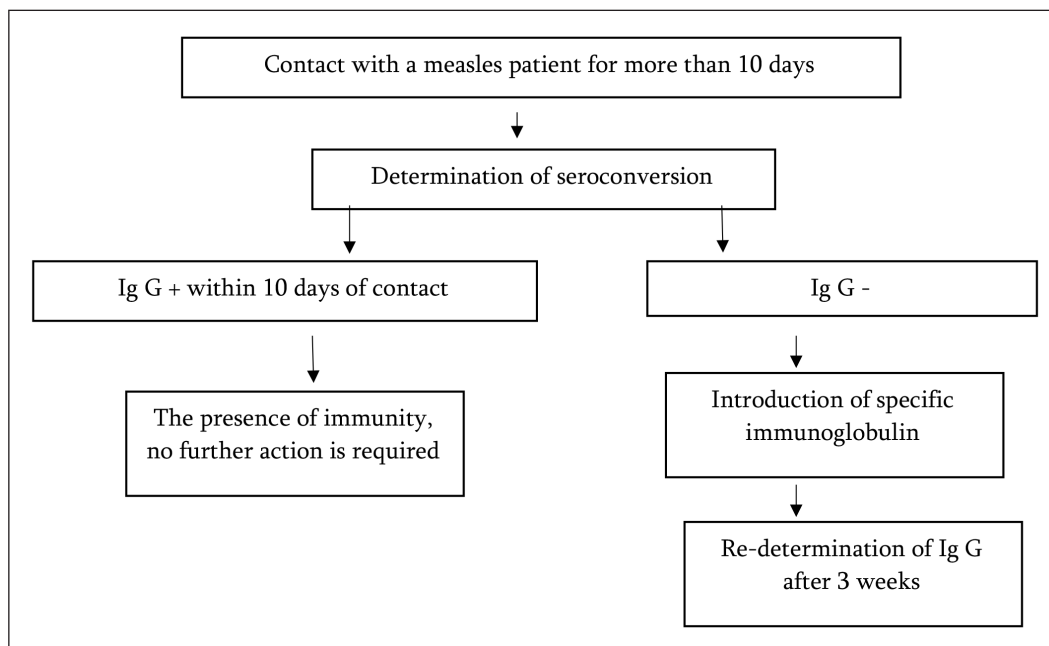 Contact with a measles patient for more than 10 days
Determination of seroconversion
Ig G + within 10 days of contact
Ig G -
The presence of immunity,
no further action is required
Introduction of specific
immunoglobulin
Re-determination of Ig G
after 3 weeks